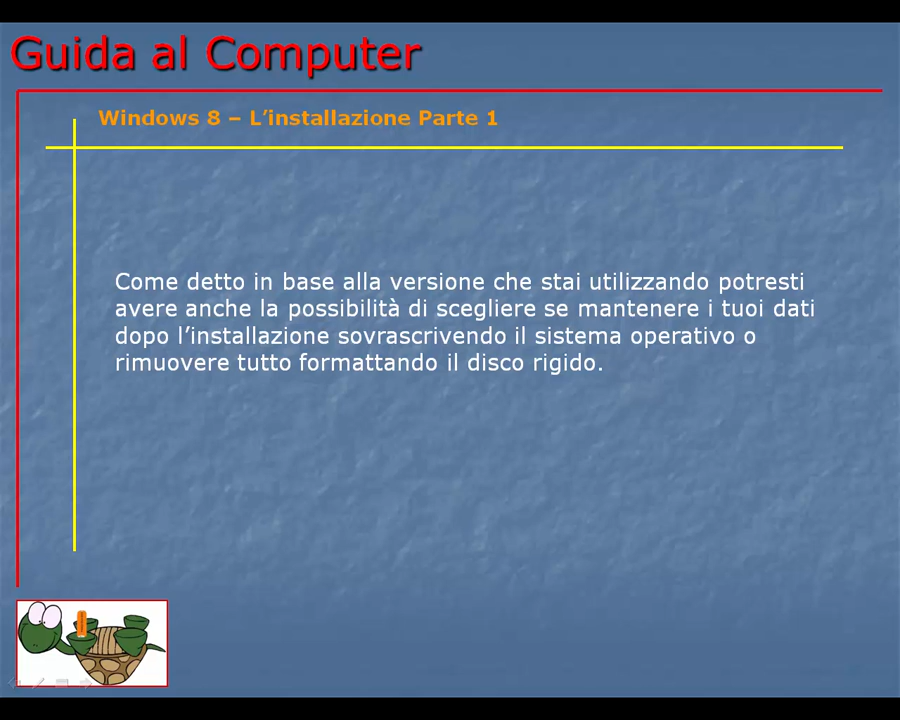 Guida al Computer
Windows 8 – L’installazione Parte 1
Come detto in base alla versione che stai utilizzando potresti
avere anche la possibilità di scegliere se mantenere i tuoi dati
dopo l’installazione sovrascrivendo il sistema operativo o
rimuovere tutto formattando il disco rigido.